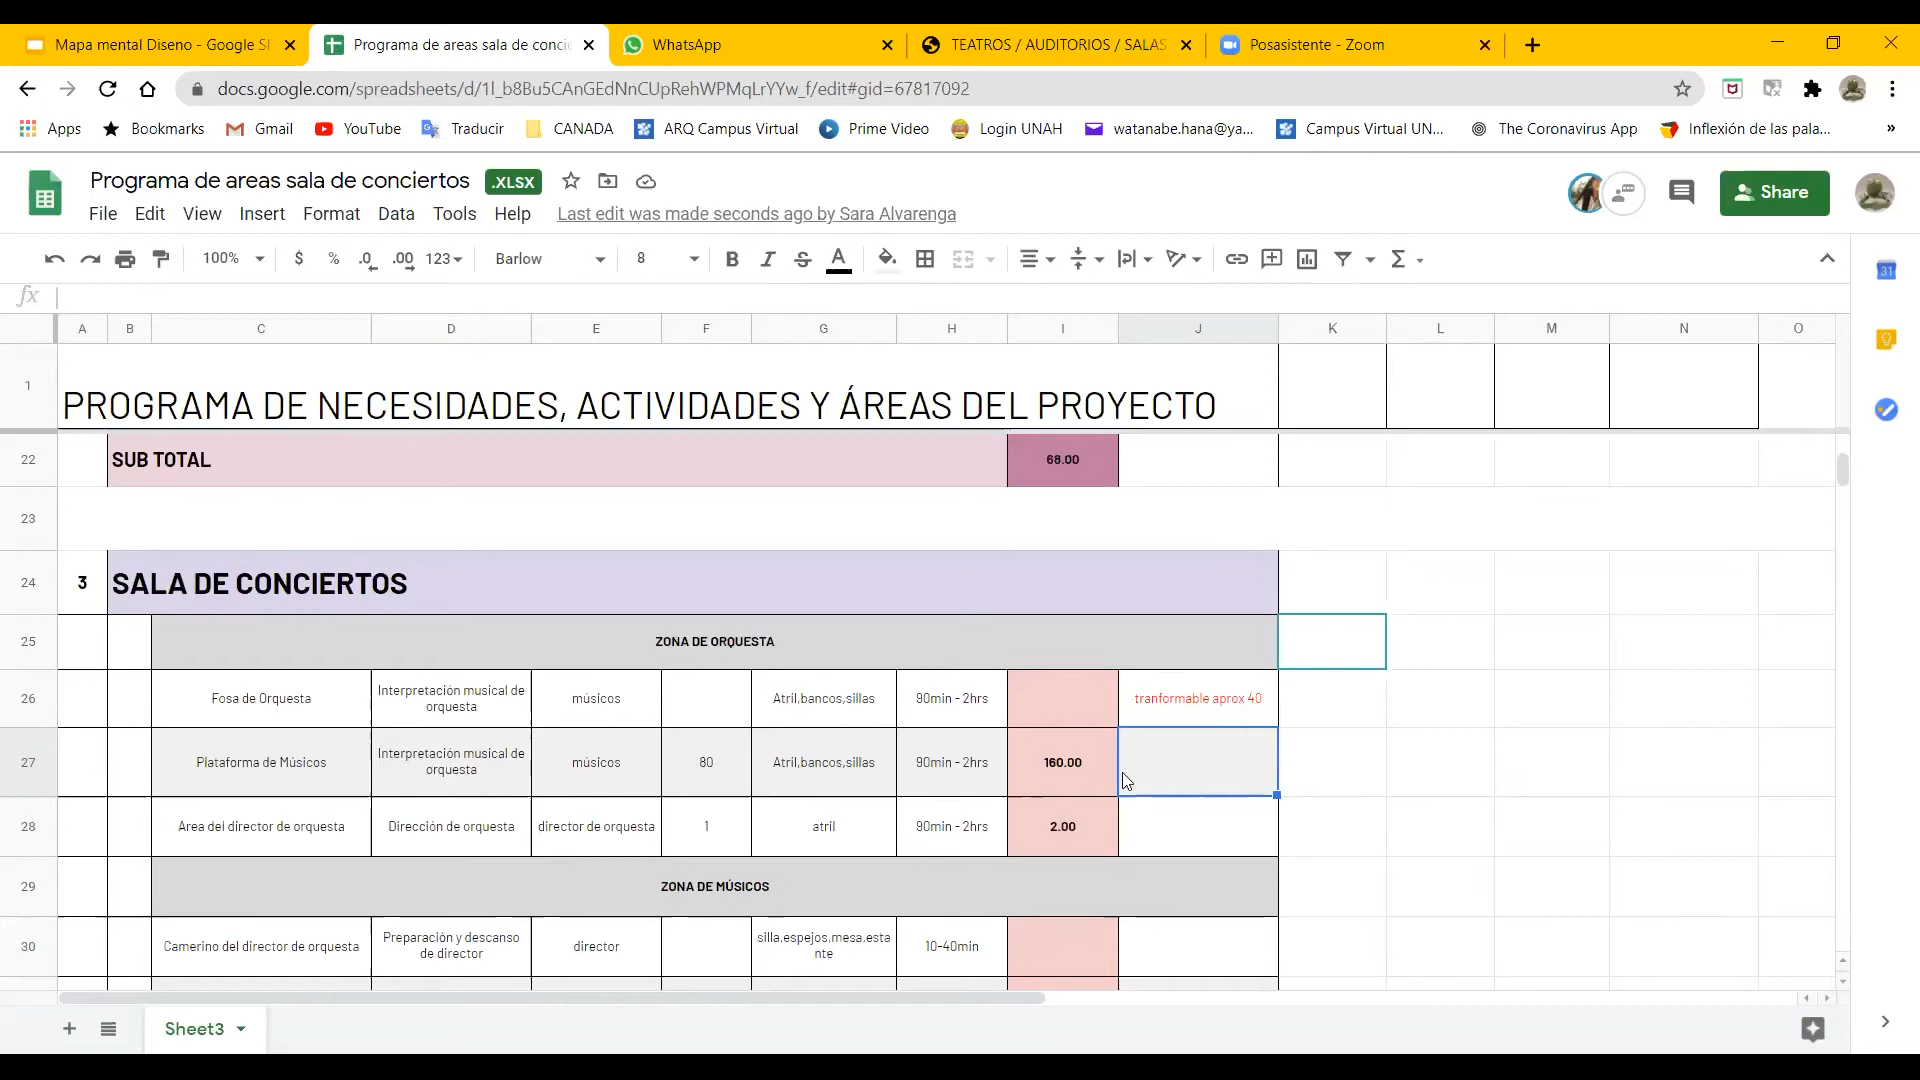 Mapa mental Diseno - Google Sl
Programa de areas sala de concie
WhatsApp
TEATROS / AUDITORIOS / SALAS
Posasistente - Zoom
docs.google.com/spreadsheets/d/1l_b8Bu5CAnGEdNnCUpRehWPMqLrYYw_f/edit#gid=67817092
Apps
Bookmarks
Gmail
YouTube
Traducir
CANADA
ARQ Campus Virtual
Prime Video
Login UNAH
watanabe.hana@ya...
Campus Virtual UN...
The Coronavirus App
Inflexión de las pala...
»
Programa de areas sala de conciertos .XLSX
Share
File Edit View Insert Format Data Tools Help Last edit was made seconds ago by Sara Alvarenga
100% $ % .0 .00 123 Barlow 8 B I S A Σ
31
fx
A B C D E F G H I J K L M N O
1 PROGRAMA DE NECESIDADES, ACTIVIDADES Y ÁREAS DEL PROYECTO
22 SUB TOTAL 68.00
23
24 3 SALA DE CONCIERTOS
25 ZONA DE ORQUESTA
26 Fosa de Orquesta Interpretación musical de orquesta músicos Atril,bancos,sillas 90min - 2hrs tranformable aprox 40
27 Plataforma de Músicos Interpretación musical de orquesta músicos 80 Atril,bancos,sillas 90min - 2hrs 160.00
28 Area del director de orquesta Dirección de orquesta director de orquesta 1 atril 90min - 2hrs 2.00
29 ZONA DE MÚSICOS
30 Camerino del director de orquesta Preparación y descanso de director director silla,espejos,mesa,estante 10-40min
Sheet3